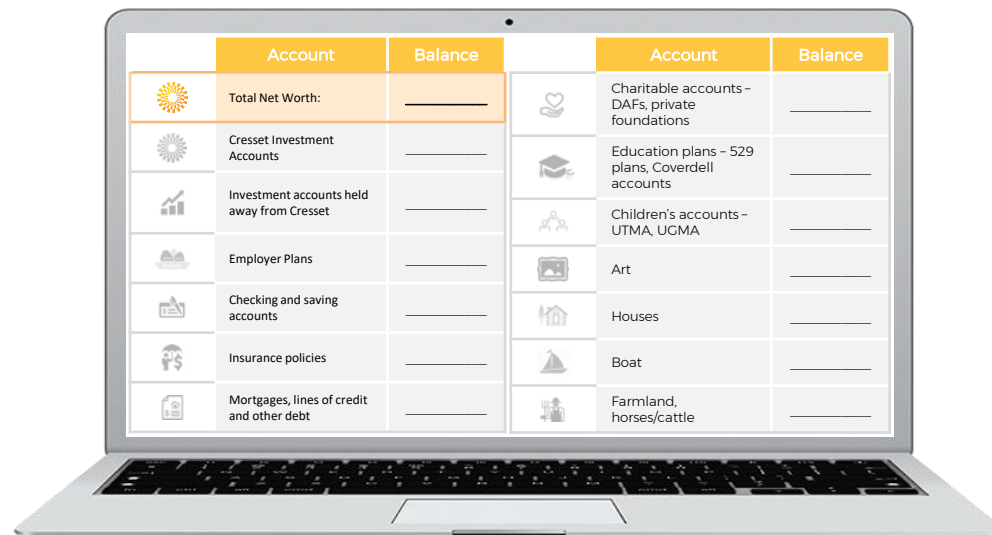 Account Balance
Total Net Worth:
Cresset Investment
Accounts
Investment accounts held
away from Cresset
Employer Plans
Checking and saving
accounts
Insurance policies
Mortgages, lines of credit
and other debt
Account Balance
Charitable accounts –
DAFs, private
foundations
Education plans – 529
plans, Coverdell
accounts
Children's accounts –
UTMA, UGMA
Art
Houses
Boat
Farmland,
horses/cattle